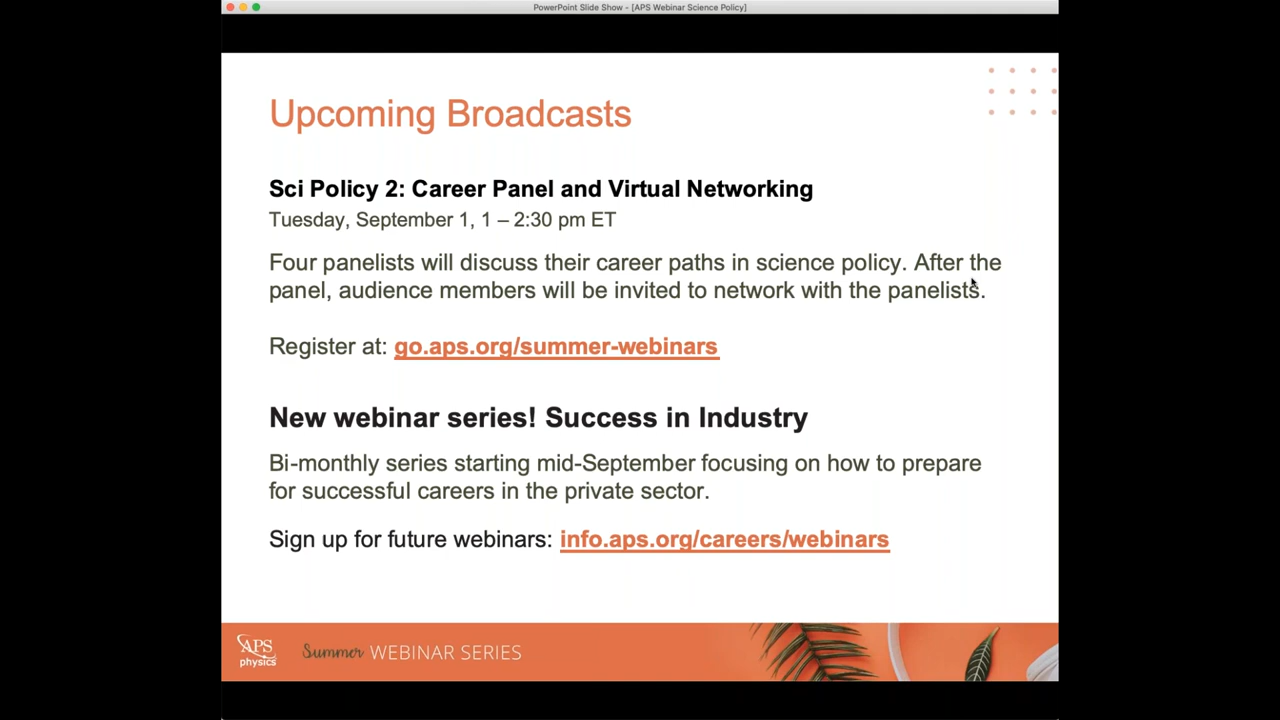 PowerPoint Slide Show - [APS Webinar Science Policy]
Upcoming Broadcasts
Sci Policy 2: Career Panel and Virtual Networking
Tuesday, September 1, 1 – 2:30 pm ET
Four panelists will discuss their career paths in science policy. After the
panel, audience members will be invited to network with the panelists.
Register at: go.aps.org/summer-webinars
New webinar series! Success in Industry
Bi-monthly series starting mid-September focusing on how to prepare
for successful careers in the private sector.
Sign up for future webinars: info.aps.org/careers/webinars
APS
physics
Summer WEBINAR SERIES